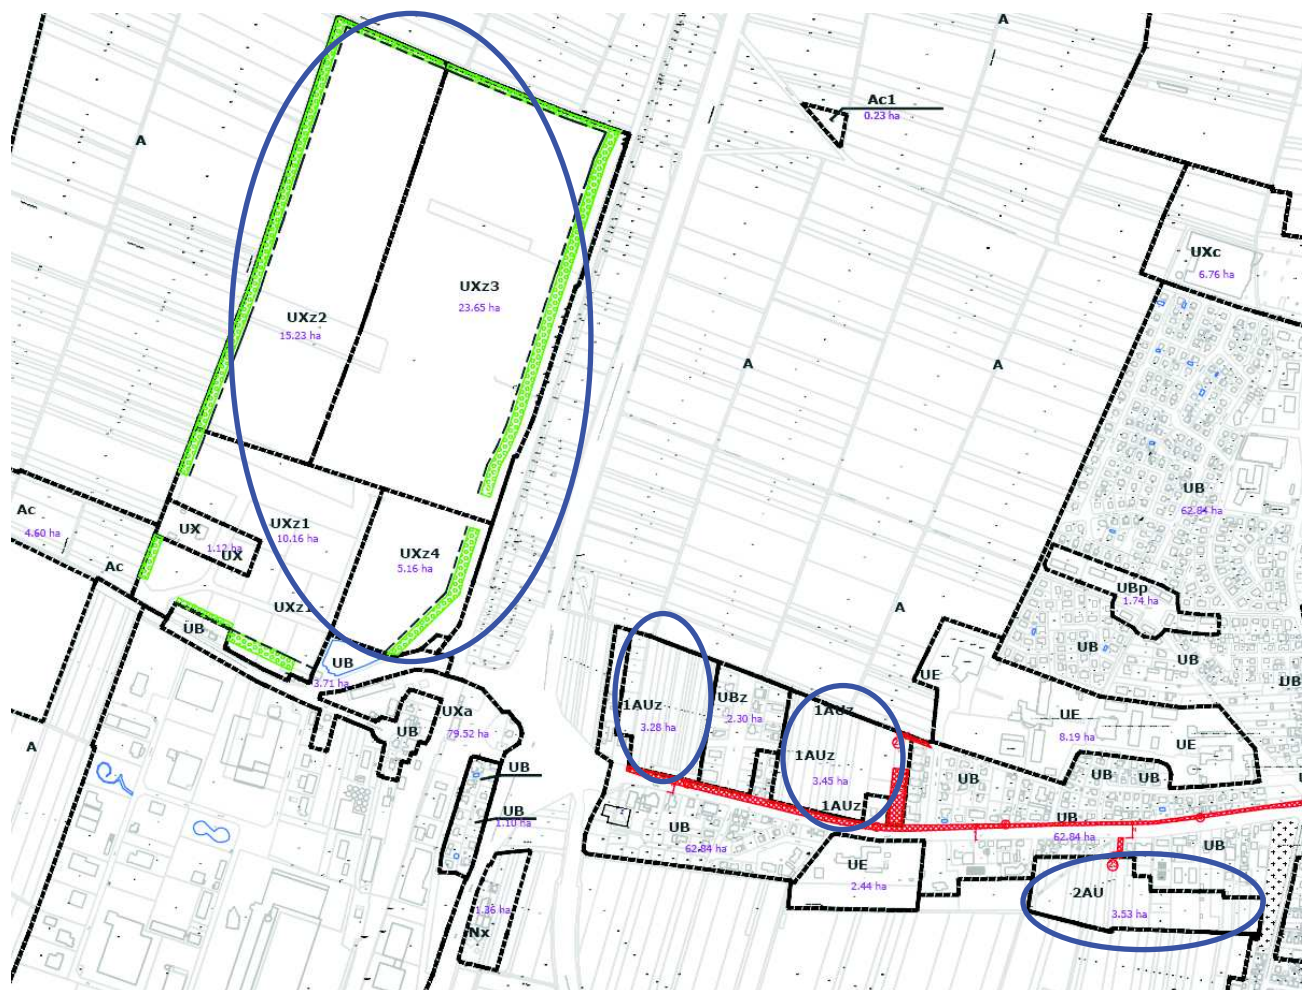 A
A
Ac1
0.23 ha
UXc
6.76 ha
UXz3
23.65 ha
UXz2
15.23 ha
A
A
UB
62.84 ha
Ac
4.60 ha
UX
1.12 ha
UX
UXz1
10.16 ha
UXz4
5.16 ha
Ac
UXz1
UB
UB
3.71 ha
UBp
1.74 ha
A
UB
UB
UB
UE
1AUz
3.28 ha
UBz
2.30 ha
1AUz
UE
8.19 ha
UE
UXa
79.52 ha
UB
A
1AUz
3.45 ha
1AUz
UB
UB
1.10 ha
UB
UB
UB
UB
62.84 ha
UB
62.84 ha
UB
UE
2.44 ha
2AU
3.53 ha
1.36 ha
Nx